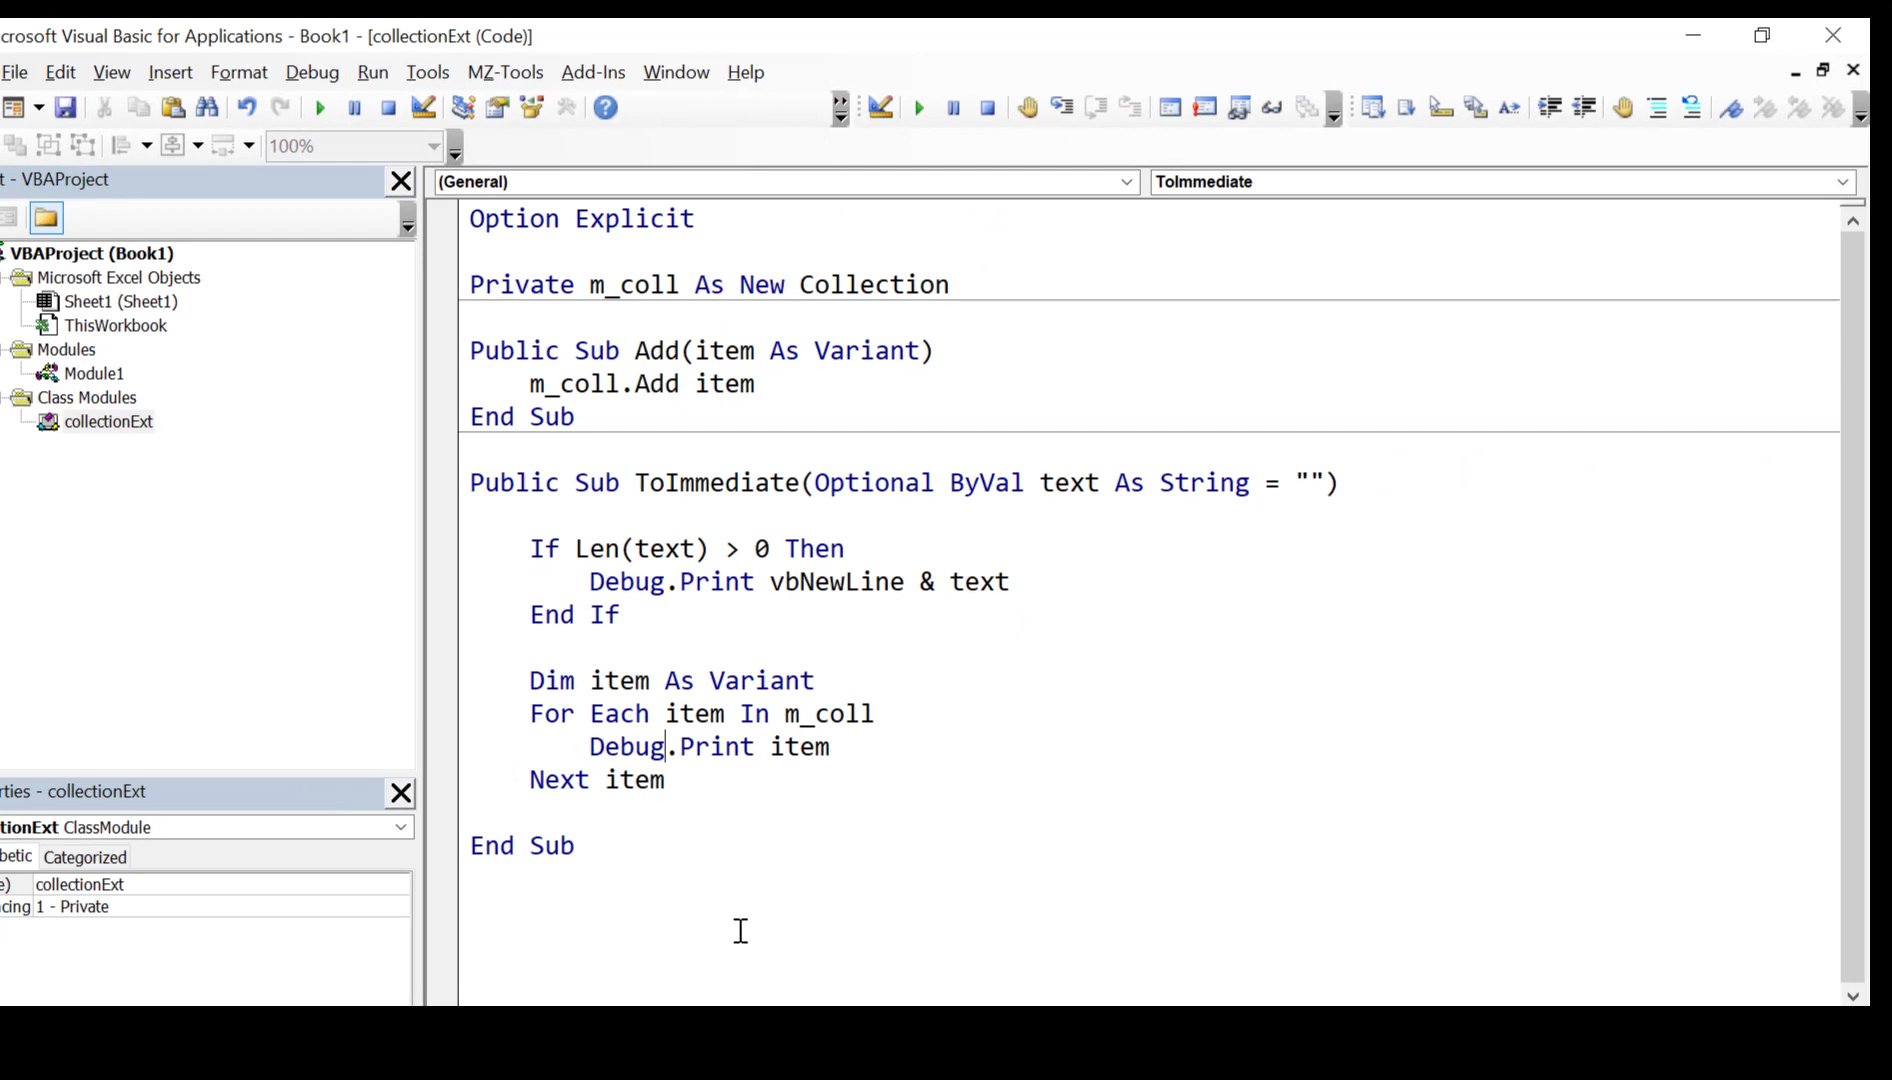 crosoft Visual Basic for Applications - Book1 - [collectionExt (Code)]
File Edit View Insert Format Debug Run Tools MZ-Tools Add-Ins Window Help
100%
t - VBAProject
(General)
ToImmediate
VBAProject (Book1)
Microsoft Excel Objects
Sheet1 (Sheet1)
ThisWorkbook
Modules
Module1
Class Modules
collectionExt
rties - collectionExt
tionExt ClassModule
betic Categorized
e) collectionExt
ncing 1 - Private
Option Explicit
Private m_coll As New Collection
Public Sub Add(item As Variant)
m_coll.Add item
End Sub
Public Sub ToImmediate(Optional ByVal text As String = "")
If Len(text) > 0 Then
Debug.Print vbNewLine & text
End If
Dim item As Variant
For Each item In m_coll
Debug.Print item
Next item
End Sub